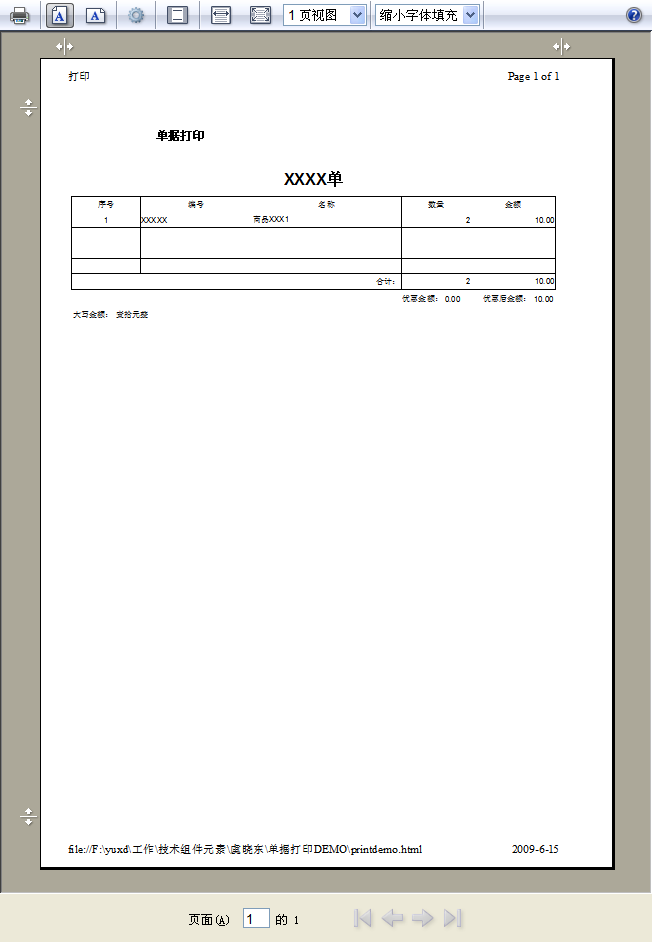 1 页视图 缩小字体填充
打印 Page 1 of 1
单据打印
XXXX单
序号 编号 名称 数量 金额
1 XXXXX 商品XXX1 2 10.00
合计: 2 10.00
优惠金额: 0.00 优惠后金额: 10.00
大写金额: 壹拾元整
file://F:\yuxd\工作\技术组件元素\虞晓东\单据打印DEMO\printdemo.html 2009-6-15
页面(A) 1 的 1